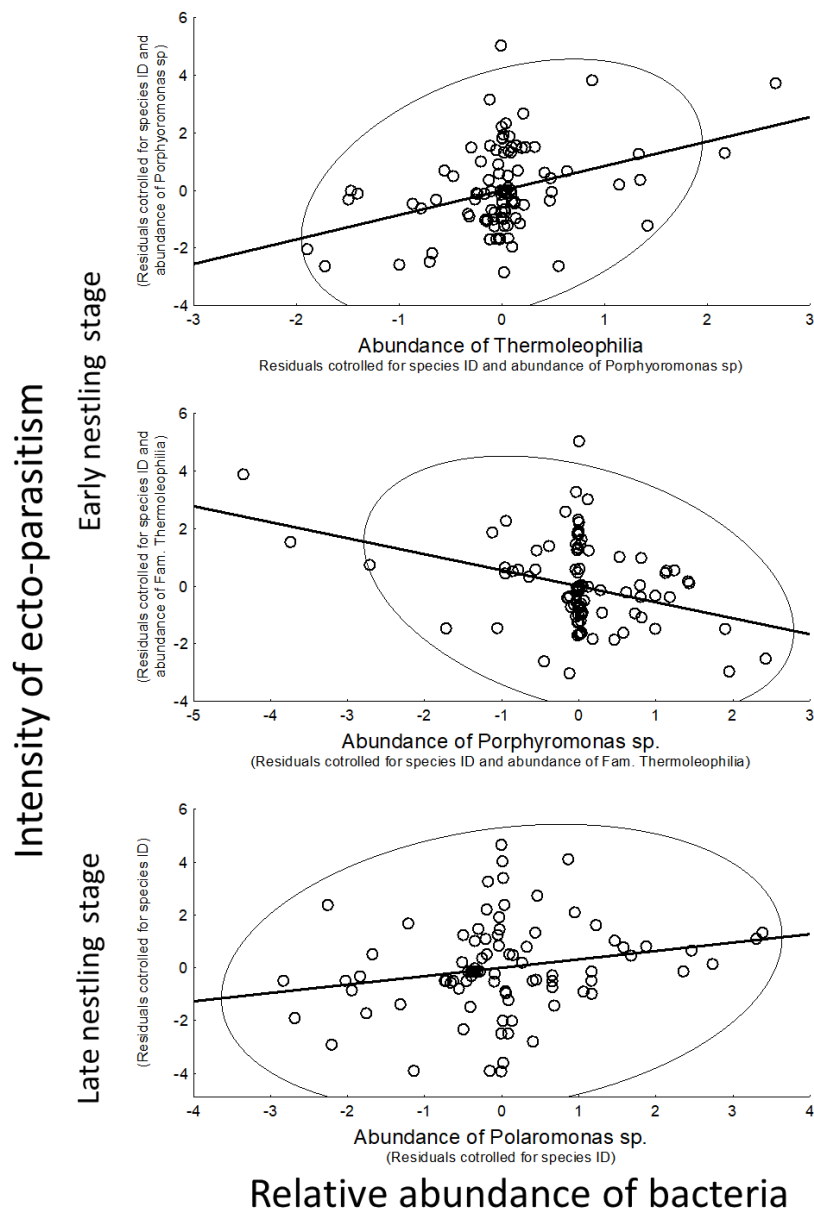 Intensity of ecto-parasitism
Early nestling stage
(Residuals cotrolled for species ID and
abundance of Porphyoromonas sp)
6
4
2
0
-2
-4
-3
-2
-1
0
1
2
3
Abundance of Thermoleophilia
Residuals cotrolled for species ID and abundance of Porphyoromonas sp)
(Residuals cotrolled for species ID and
abundance of Fam. Thermoleophilia)
6
4
2
0
-2
-4
-5
-4
-3
-2
-1
0
1
2
3
Abundance of Porphyromonas sp.
(Residuals cotrolled for species ID and abundance of Fam. Thermoleophilia)
Late nestling stage
(Residuals cotrolled for species ID)
6
4
2
0
-2
-4
-4
-3
-2
-1
0
1
2
3
4
Abundance of Polaromonas sp.
(Residuals cotrolled for species ID)
Relative abundance of bacteria